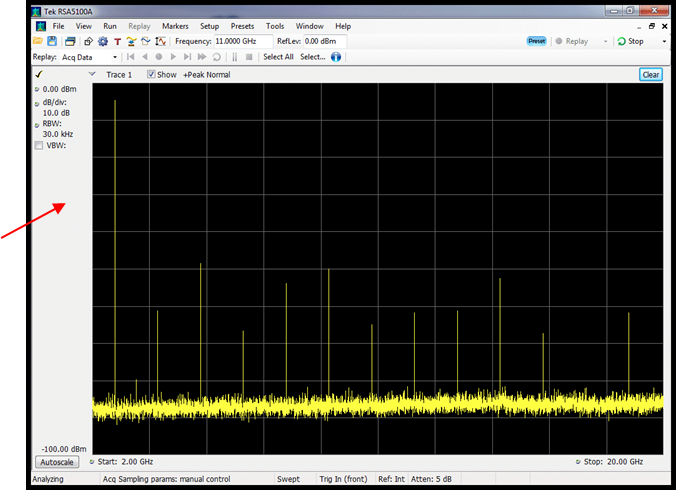 Tek RSA5100A
File View Run Replay Markers Setup Presets Tools Window Help
Frequency: 11.0000 GHz RefLev: 0.00 dBm Preset Replay Stop
Replay: Acq Data Select All Select...
Trace 1 Show +Peak Normal Clear
0.00 dBm
dB/div:
10.0 dB
RBW:
30.0 kHz
VBW:
-100.00 dBm
Autoscale Start: 2.00 GHz Stop: 20.00 GHz
Analyzing Acq Sampling params: manual control Swept Trig In (front) Ref: Int Atten: 5 dB